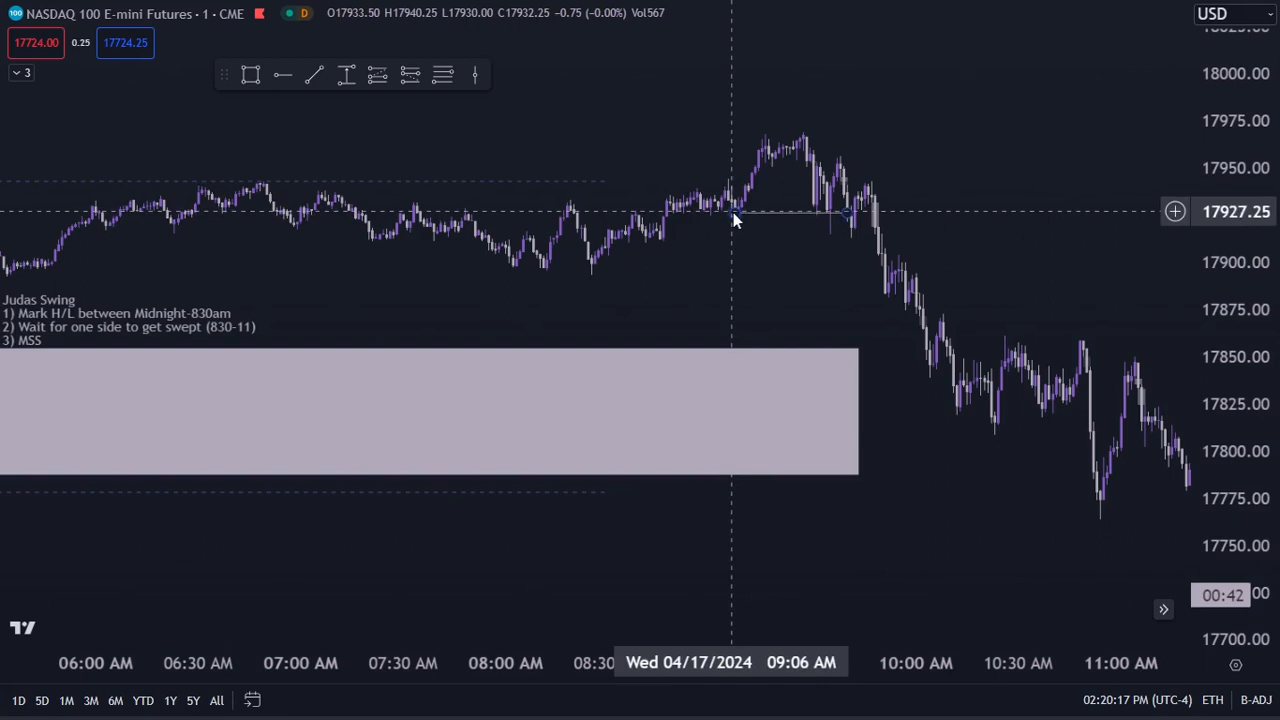 100 NASDAQ 100 E-mini Futures · 1 · CME D O17933.50 H17940.25 L17930.00 C17932.25 −0.75 (−0.00%) Vol567 USD
17724.00 0.25 17724.25
3
18000.00
17975.00
17950.00
17927.25
17900.00
17875.00
17850.00
17825.00
17800.00
17775.00
17750.00
00:42
17700.00
Judas Swing
1) Mark H/L between Midnight-830am
2) Wait for one side to get swept (830-11)
3) MSS
06:00 AM 06:30 AM 07:00 AM 07:30 AM 08:00 AM 08:30 Wed 04/17/2024 09:06 AM 10:00 AM 10:30 AM 11:00 AM
1D 5D 1M 3M 6M YTD 1Y 5Y All 02:20:17 PM (UTC-4) ETH B-ADJ